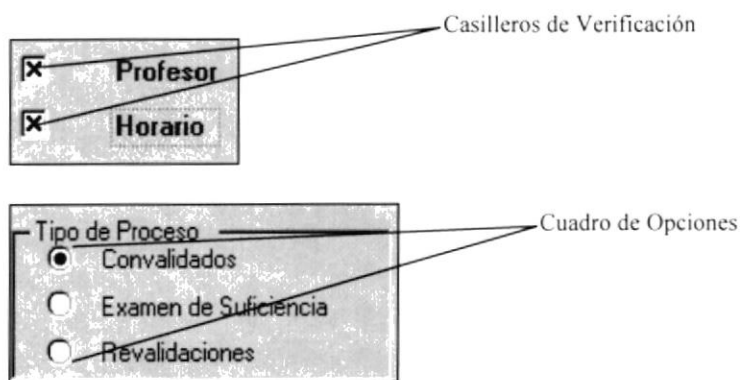 Casilleros de Verificación
Profesor
Horario
Tipo de Proceso
Cuadro de Opciones
Convalidados
Examen de Suficiencia
Revalidaciones